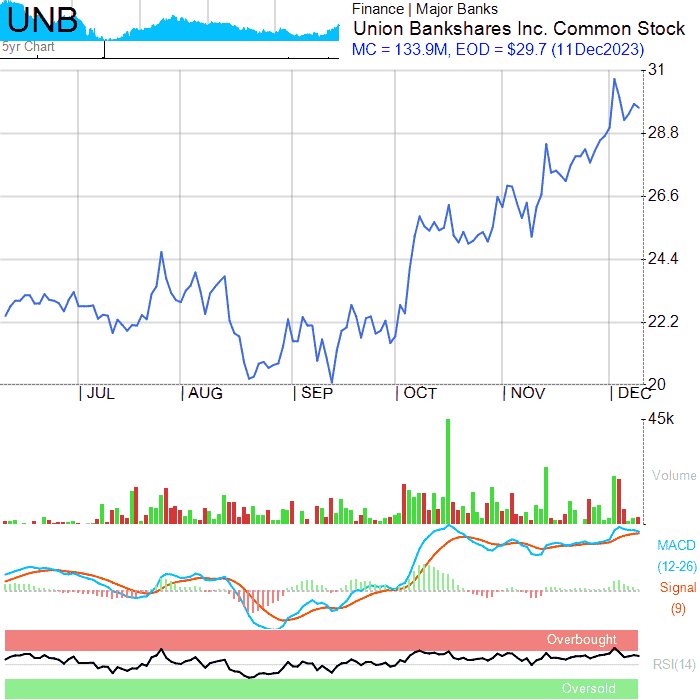 UNB
5yr Chart
Finance | Major Banks
Union Bankshares Inc. Common Stock
MC = 133.9M, EOD = $29.7 (11Dec2023)
31
28.8
26.6
24.4
22.2
20
JUL AUG SEP OCT NOV DEC
45k
Volume
MACD
(12-26)
Signal
(9)
Overbought
RSI(14)
Oversold